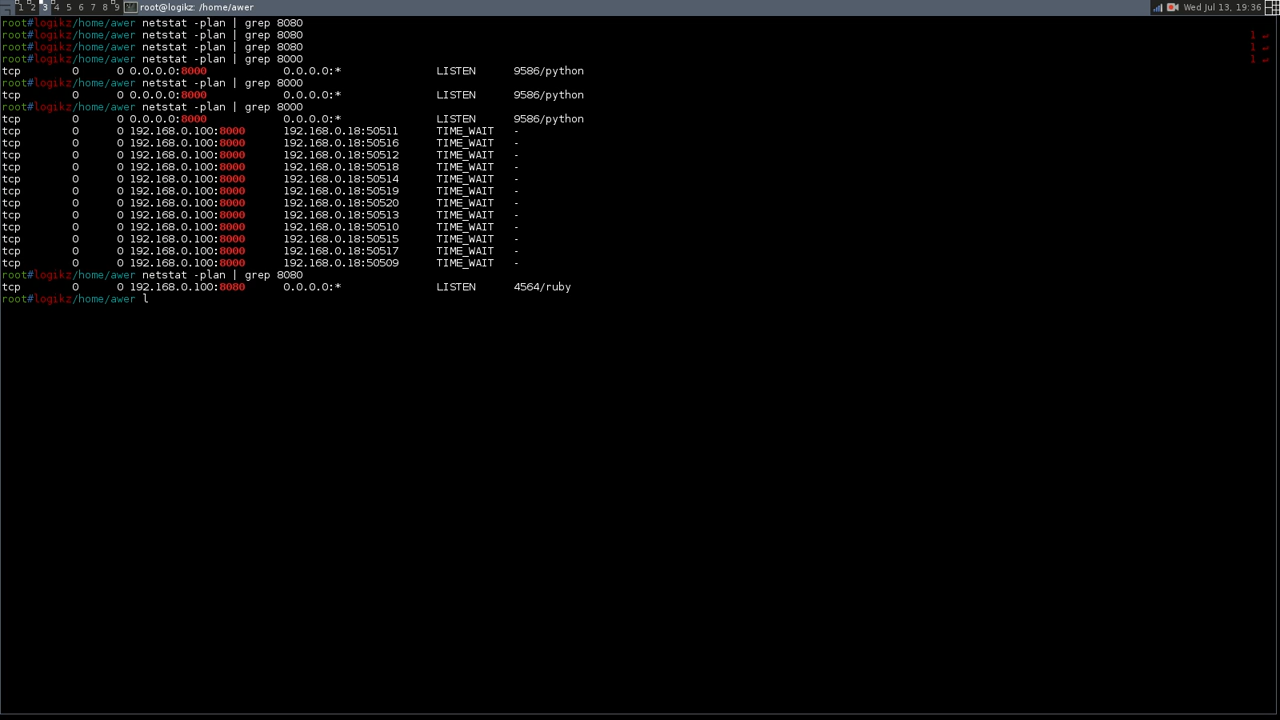 1 2 3 4 5 6 7 8 9 root@logikz: /home/awer Wed Jul 13, 19:36
root#logikz/home/awer netstat -plan | grep 8080
root#logikz/home/awer netstat -plan | grep 8080 1 ↵
root#logikz/home/awer netstat -plan | grep 8080 1 ↵
root#logikz/home/awer netstat -plan | grep 8000 1 ↵
tcp 0 0 0.0.0.0:8000 0.0.0.0:* LISTEN 9586/python
root#logikz/home/awer netstat -plan | grep 8000
tcp 0 0 0.0.0.0:8000 0.0.0.0:* LISTEN 9586/python
root#logikz/home/awer netstat -plan | grep 8000
tcp 0 0 0.0.0.0:8000 0.0.0.0:* LISTEN 9586/python
tcp 0 0 192.168.0.100:8000 192.168.0.18:50511 TIME_WAIT -
tcp 0 0 192.168.0.100:8000 192.168.0.18:50516 TIME_WAIT -
tcp 0 0 192.168.0.100:8000 192.168.0.18:50512 TIME_WAIT -
tcp 0 0 192.168.0.100:8000 192.168.0.18:50518 TIME_WAIT -
tcp 0 0 192.168.0.100:8000 192.168.0.18:50514 TIME_WAIT -
tcp 0 0 192.168.0.100:8000 192.168.0.18:50519 TIME_WAIT -
tcp 0 0 192.168.0.100:8000 192.168.0.18:50520 TIME_WAIT -
tcp 0 0 192.168.0.100:8000 192.168.0.18:50513 TIME_WAIT -
tcp 0 0 192.168.0.100:8000 192.168.0.18:50510 TIME_WAIT -
tcp 0 0 192.168.0.100:8000 192.168.0.18:50515 TIME_WAIT -
tcp 0 0 192.168.0.100:8000 192.168.0.18:50517 TIME_WAIT -
tcp 0 0 192.168.0.100:8000 192.168.0.18:50509 TIME_WAIT -
root#logikz/home/awer netstat -plan | grep 8080
tcp 0 0 192.168.0.100:8080 0.0.0.0:* LISTEN 4564/ruby
root#logikz/home/awer l